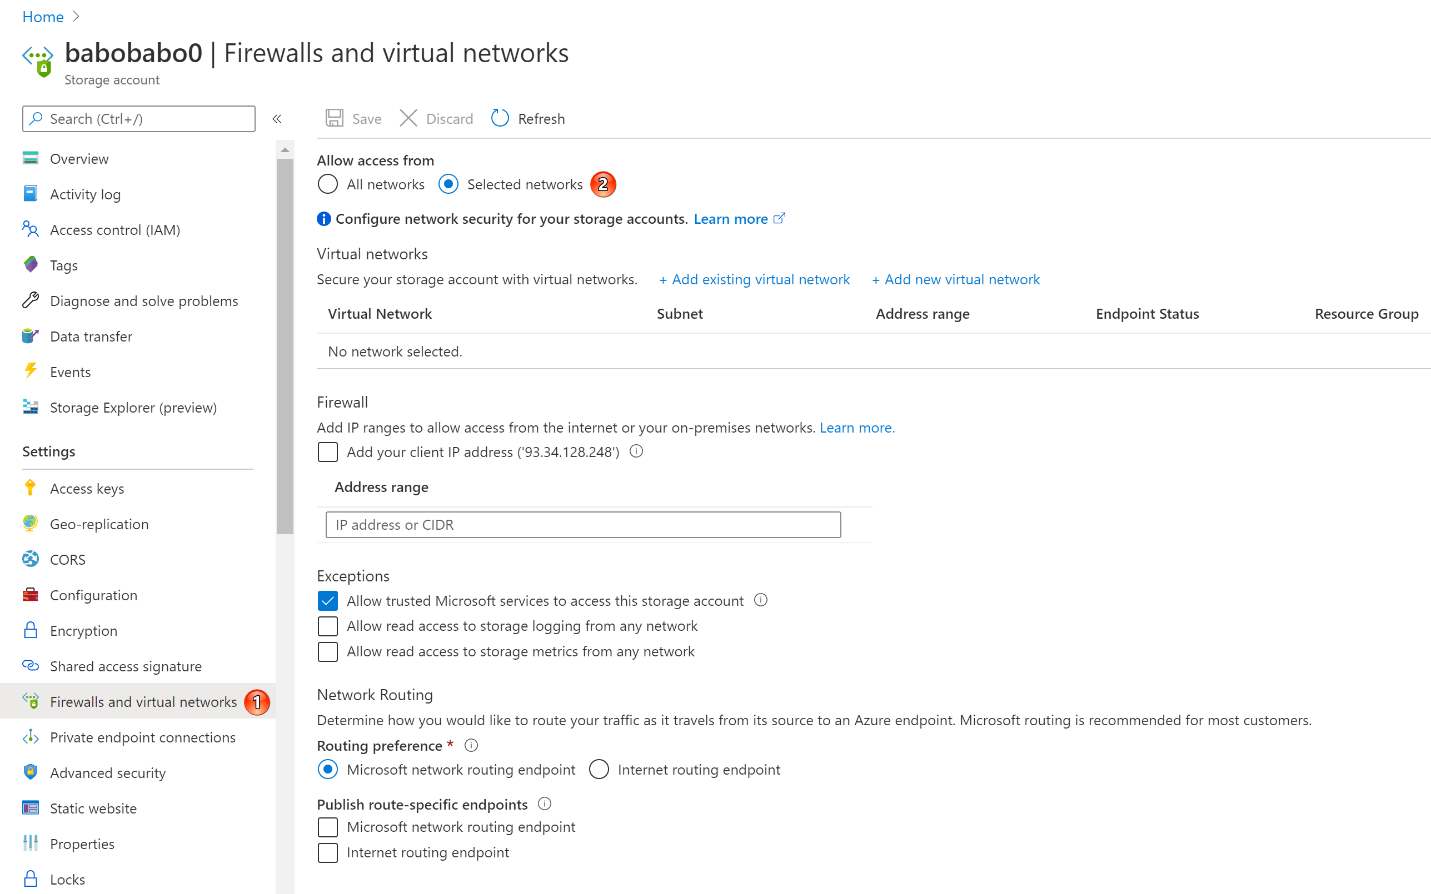 Home
babobabo0 | Firewalls and virtual networks
Storage account
Search (Ctrl+/)
Overview
Activity log
Access control (IAM)
Tags
Diagnose and solve problems
Data transfer
Events
Storage Explorer (preview)
Settings
Access keys
Geo-replication
CORS
Configuration
Encryption
Shared access signature
Firewalls and virtual networks 1
Private endpoint connections
Advanced security
Static website
Properties
Locks
Save Discard Refresh
Allow access from
All networks Selected networks 2
Configure network security for your storage accounts. Learn more
Virtual networks
Secure your storage account with virtual networks. + Add existing virtual network + Add new virtual network
Virtual Network Subnet Address range Endpoint Status Resource Group
No network selected.
Firewall
Add IP ranges to allow access from the internet or your on-premises networks. Learn more.
Add your client IP address ('93.34.128.248')
Address range
IP address or CIDR
Exceptions
Allow trusted Microsoft services to access this storage account
Allow read access to storage logging from any network
Allow read access to storage metrics from any network
Network Routing
Determine how you would like to route your traffic as it travels from its source to an Azure endpoint. Microsoft routing is recommended for most customers.
Routing preference *
Microsoft network routing endpoint Internet routing endpoint
Publish route-specific endpoints
Microsoft network routing endpoint
Internet routing endpoint